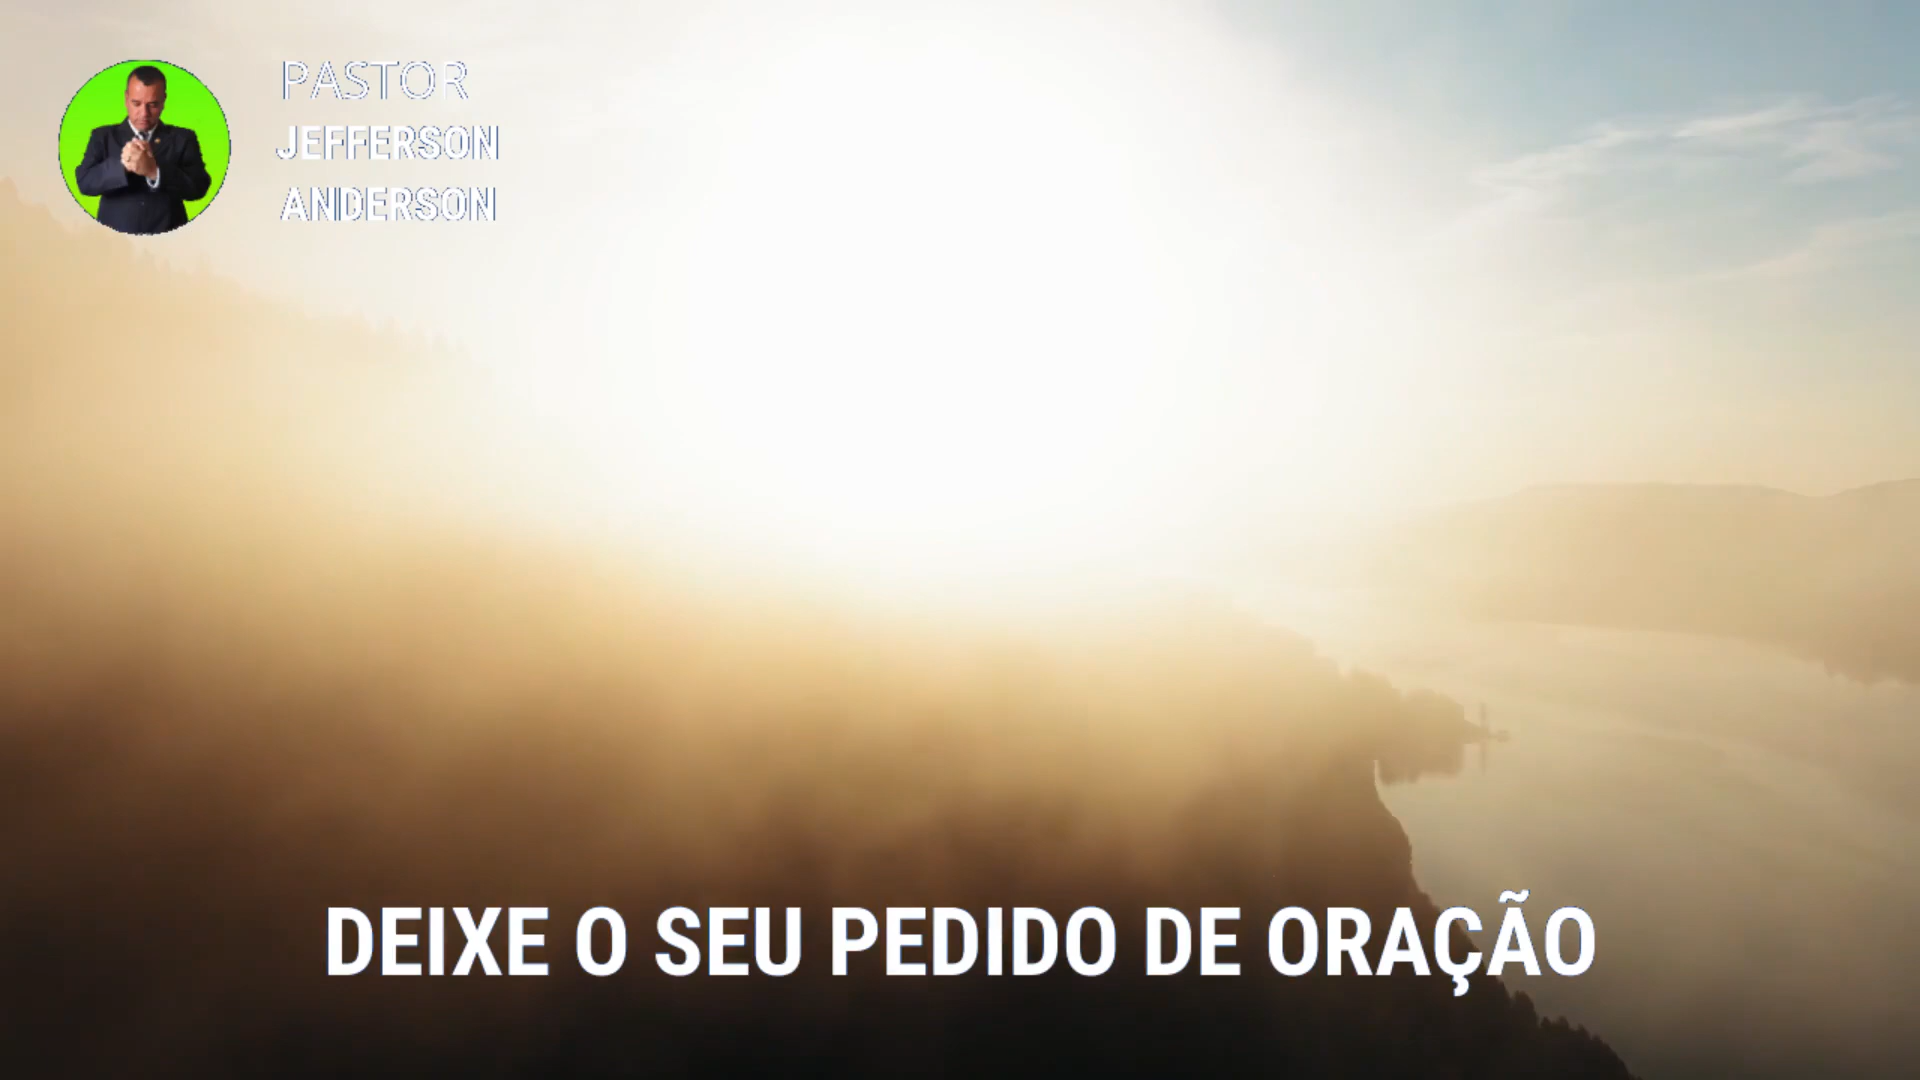 PASTOR
JEFFERSON
ANDERSON
DEIXE O SEU PEDIDO DE ORAÇÃO